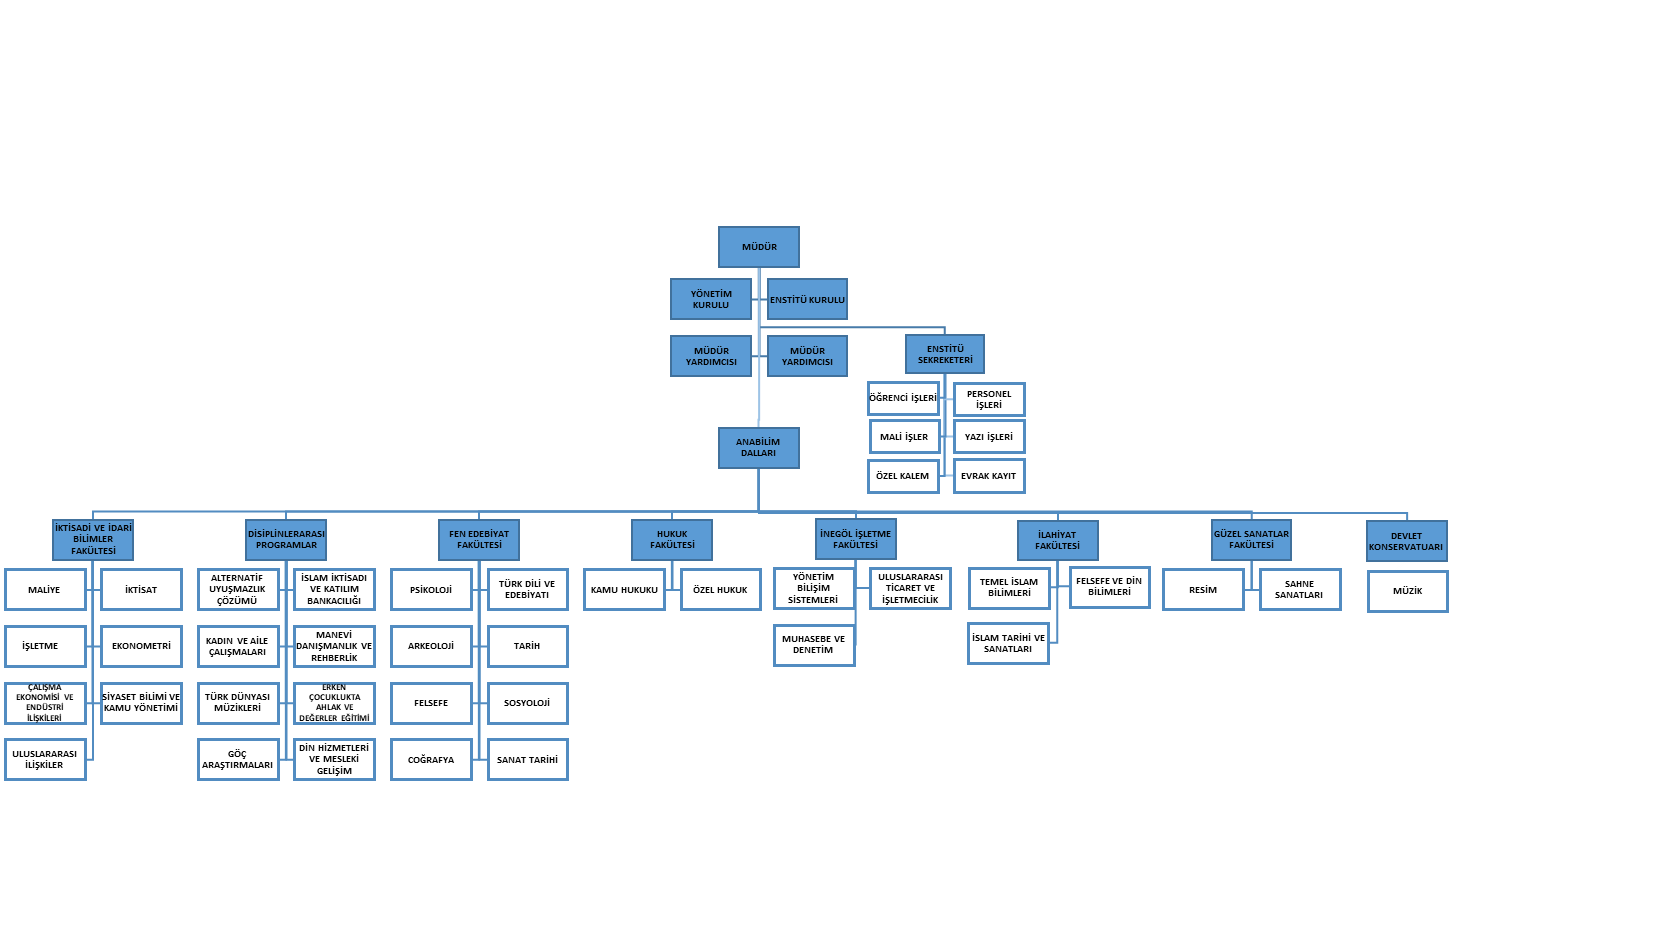 MÜDÜR
YÖNETİM
KURULU
ENSTİTÜ KURULU
MÜDÜR
YARDIMCISI
MÜDÜR
YARDIMCISI
ENSTİTÜ
SEKREKETERİ
ÖĞRENCİ İŞLERİ
PERSONEL
İŞLERİ
MALİ İŞLER
YAZI İŞLERİ
ÖZEL KALEM
EVRAK KAYIT
ANABİLİM
DALLARI
İKTİSADİ VE İDARİ
BİLİMLER
FAKÜLTESİ
MALİYE
İKTİSAT
İŞLETME
EKONOMETRİ
ÇALIŞMA
EKONOMİSİ VE
ENDÜSTRİ
İLİŞKİLERİ
SİYASET BİLİMİ VE
KAMU YÖNETİMİ
ULUSLARARASI
İLİŞKİLER
DİSİPLİNLERARASI
PROGRAMLAR
ALTERNATİF
UYUŞMAZLIK
ÇÖZÜMÜ
İSLAM İKTİSADI
VE KATILIM
BANKACILIĞI
KADIN VE AİLE
ÇALIŞMALARI
MANEVİ
DANIŞMANLIK VE
REHBERLİK
TÜRK DÜNYASI
MÜZİKLERİ
ERKEN
ÇOCUKLUKTA
AHLAK VE
DEĞERLER EĞİTİMİ
GÖÇ
ARAŞTIRMALARI
DİN HİZMETLERİ
VE MESLEKİ
GELİŞİM
FEN EDEBİYAT
FAKÜLTESİ
PSİKOLOJİ
TÜRK DİLİ VE
EDEBİYATI
ARKEOLOJİ
TARİH
FELSEFE
SOSYOLOJİ
COĞRAFYA
SANAT TARİHİ
HUKUK
FAKÜLTESİ
KAMU HUKUKU
ÖZEL HUKUK
İNEGÖL İŞLETME
FAKÜLTESİ
YÖNETİM
BİLİŞİM
SİSTEMLERİ
ULUSLARARASI
TİCARET VE
İŞLETMECİLİK
MUHASEBE VE
DENETİM
İLAHİYAT
FAKÜLTESİ
TEMEL İSLAM
BİLİMLERİ
FELSEFE VE DİN
BİLİMLERİ
İSLAM TARİHİ VE
SANATLARI
GÜZEL SANATLAR
FAKÜLTESİ
RESİM
SAHNE
SANATLARI
DEVLET
KONSERVATUARI
MÜZİK